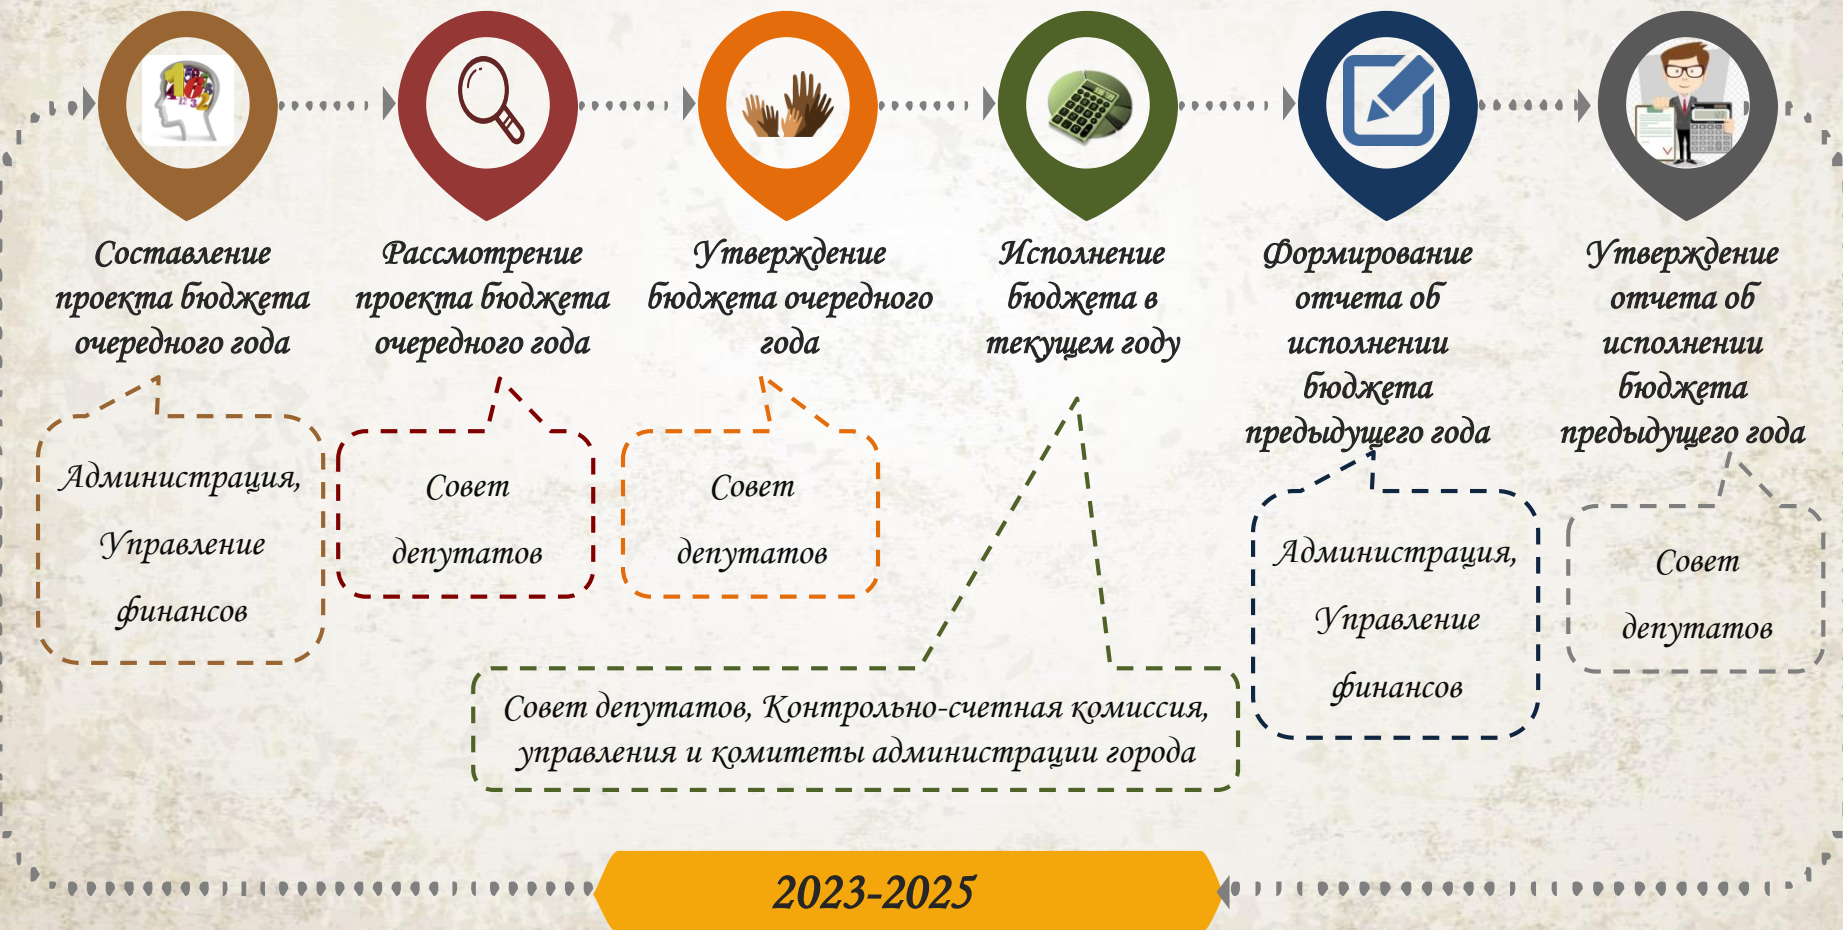 Составление
проекта бюджета
очередного года
Рассмотрение
проекта бюджета
очередного года
Утверждение
бюджета очередного
года
Исполнение
бюджета в
текущем году
Формирование
отчета об
исполнении
бюджета
предыдущего года
Утверждение
отчета об
исполнении
бюджета
предыдущего года
Администрация,
Управление
финансов
Совет
депутатов
Совет
депутатов
Совет депутатов, Контрольно-счетная комиссия,
управления и комитеты администрации города
Администрация,
Управление
финансов
Совет
депутатов
2023-2025